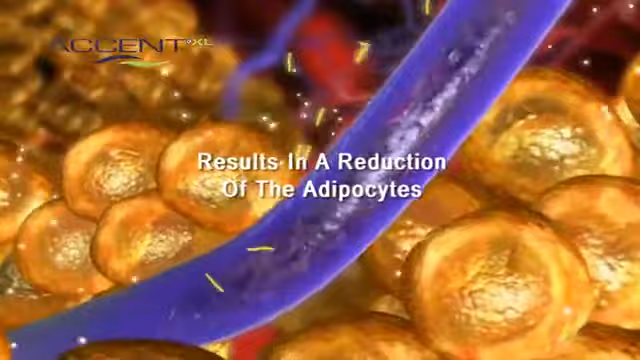 ACCENT XL
Results In A Reduction
Of The Adipocytes